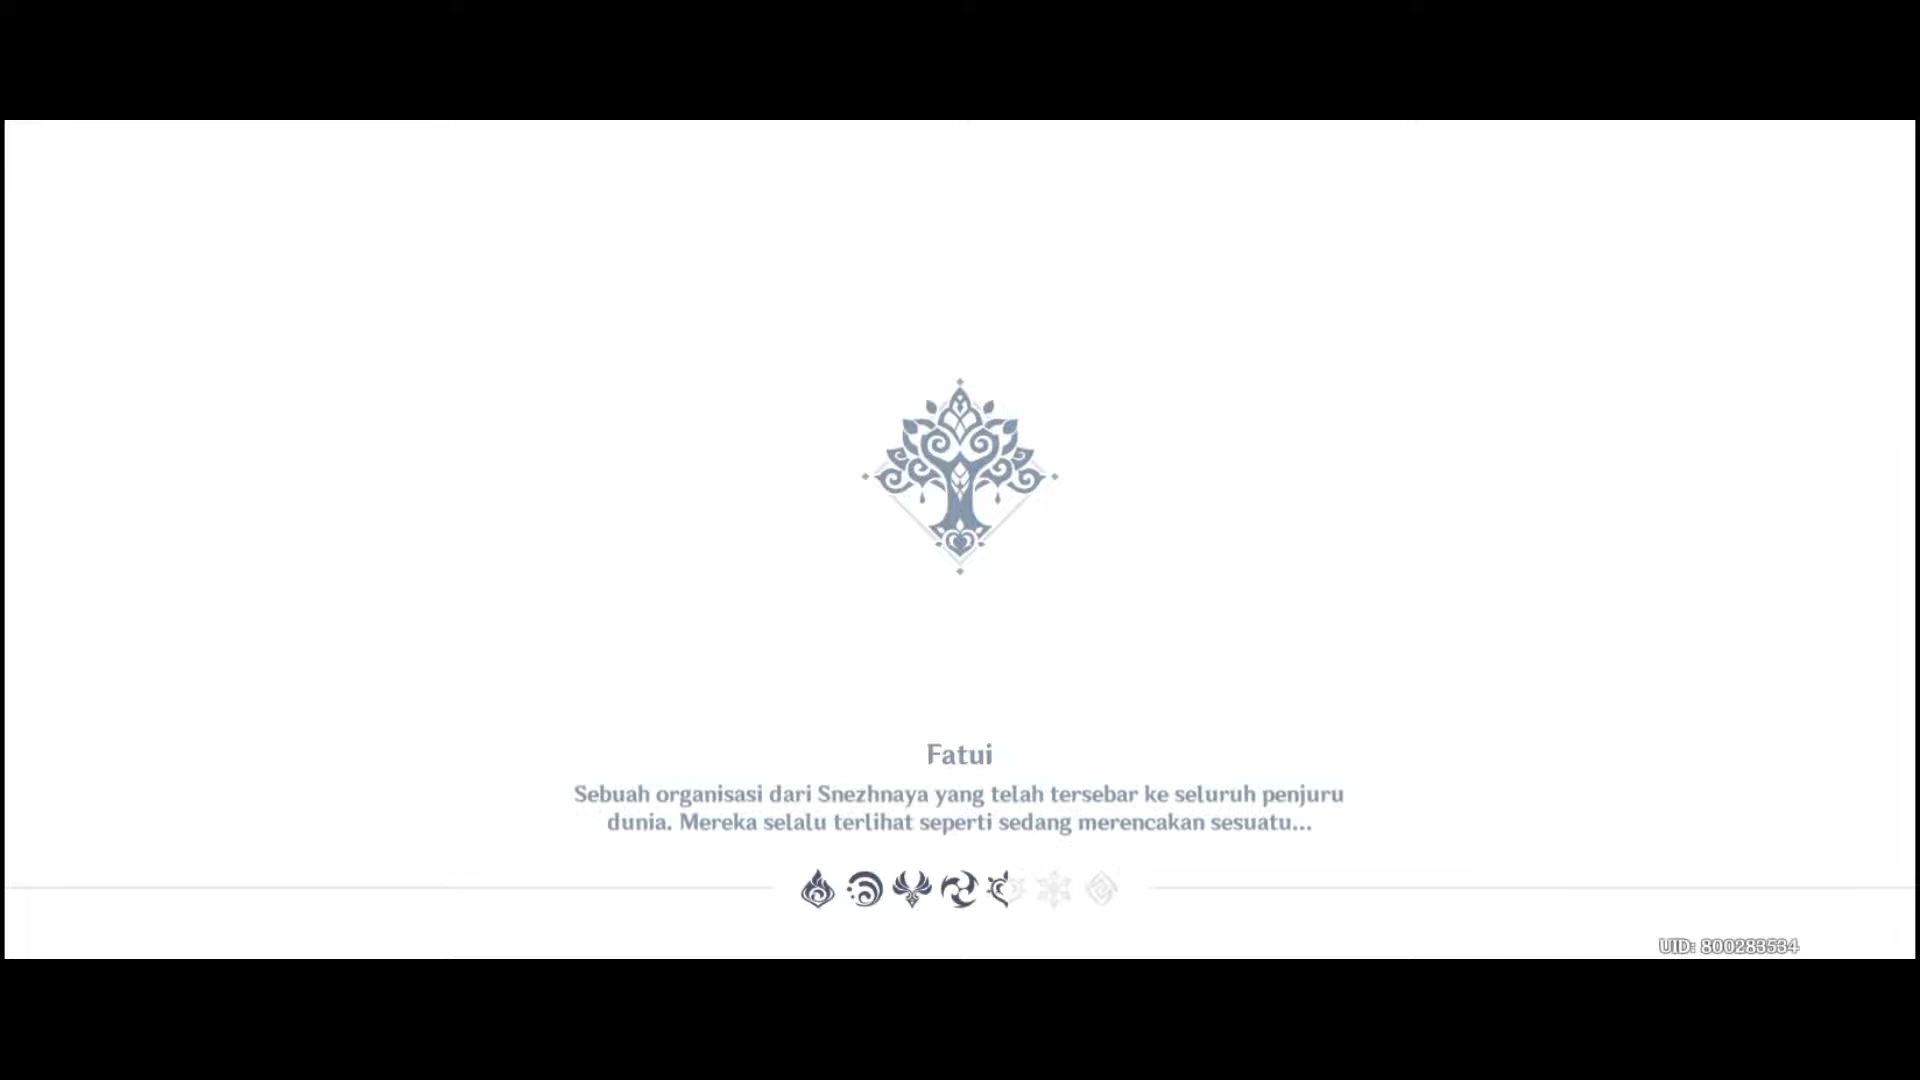 Fatui
Sebuah organisasi dari Snezhnaya yang telah tersebar ke seluruh penjuru
dunia. Mereka selalu terlihat seperti sedang merencakan sesuatu...
UID: 800283534